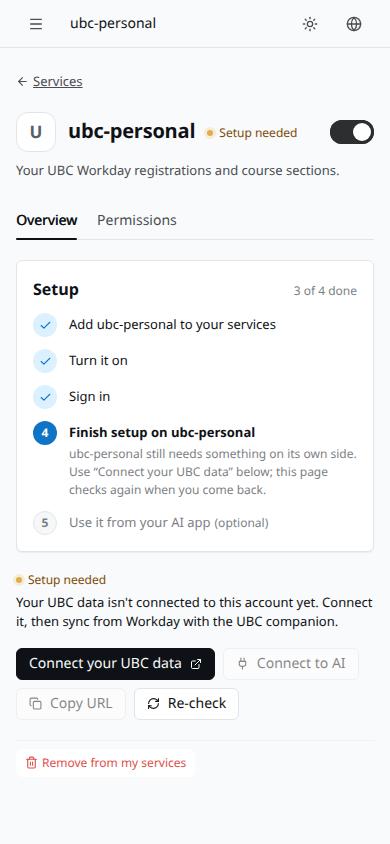 ubc-personal
Services
U
ubc-personal
Setup needed
Your UBC Workday registrations and course sections.
Overview
Permissions
Setup
3 of 4 done
Add ubc-personal to your services
Turn it on
Sign in
4
Finish setup on ubc-personal
ubc-personal still needs something on its own side.
Use “Connect your UBC data” below; this page
checks again when you come back.
5
Use it from your AI app (optional)
Setup needed
Your UBC data isn't connected to this account yet. Connect
it, then sync from Workday with the UBC companion.
Connect your UBC data
Connect to AI
Copy URL
Re-check
Remove from my services